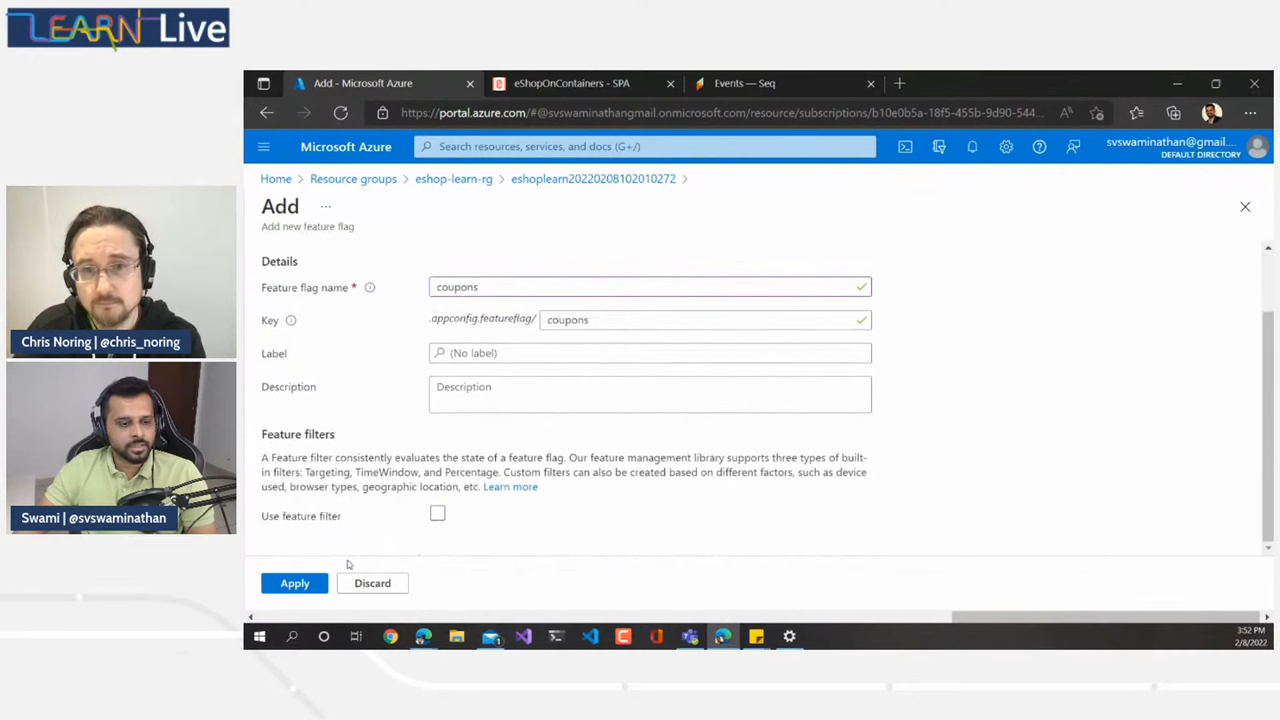 LEARN Live
Add - Microsoft Azure
eShopOnContainers - SPA
Events — Seq
https://portal.azure.com/#@svswaminathangmail.onmicrosoft.com/resource/subscriptions/b10e0b5a-18f5-455b-9d90-544...
Microsoft Azure
Search resources, services, and docs (G+/)
svswaminathan@gmail....
DEFAULT DIRECTORY
Home > Resource groups > eshop-learn-rg > eshoplearn20220208102010272 >
Add ...
Add new feature flag
Details
Feature flag name *
coupons
Key
.appconfig.featureflag/
coupons
Label
(No label)
Description
Description
Feature filters
A Feature filter consistently evaluates the state of a feature flag. Our feature management library supports three types of built-
in filters: Targeting, TimeWindow, and Percentage. Custom filters can also be created based on different factors, such as device
used, browser types, geographic location, etc. Learn more
Use feature filter
Apply
Discard
Chris Noring | @chris_noring
Swami | @svswaminathan
3:52 PM
2/8/2022